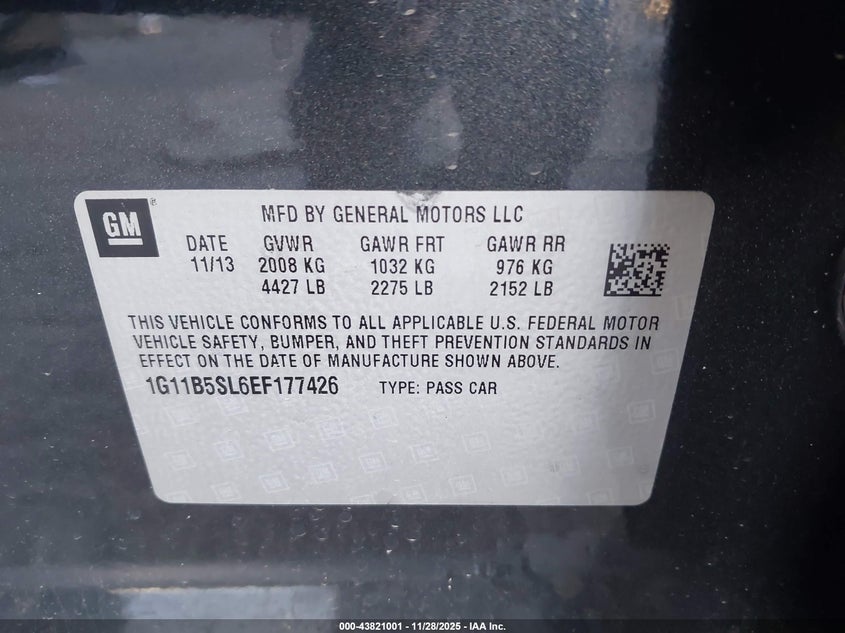 GM®
MFD BY GENERAL MOTORS LLC
DATE GVWR GAWR FRT GAWR RR
11/13 2008 KG 1032 KG 976 KG
4427 LB 2275 LB 2152 LB
THIS VEHICLE CONFORMS TO ALL APPLICABLE U.S. FEDERAL MOTOR
VEHICLE SAFETY, BUMPER, AND THEFT PREVENTION STANDARDS IN
EFFECT ON THE DATE OF MANUFACTURE SHOWN ABOVE.
1G11B5SL6EF177426 TYPE: PASS CAR
000-43821001 - 11/28/2025 - IAA Inc.